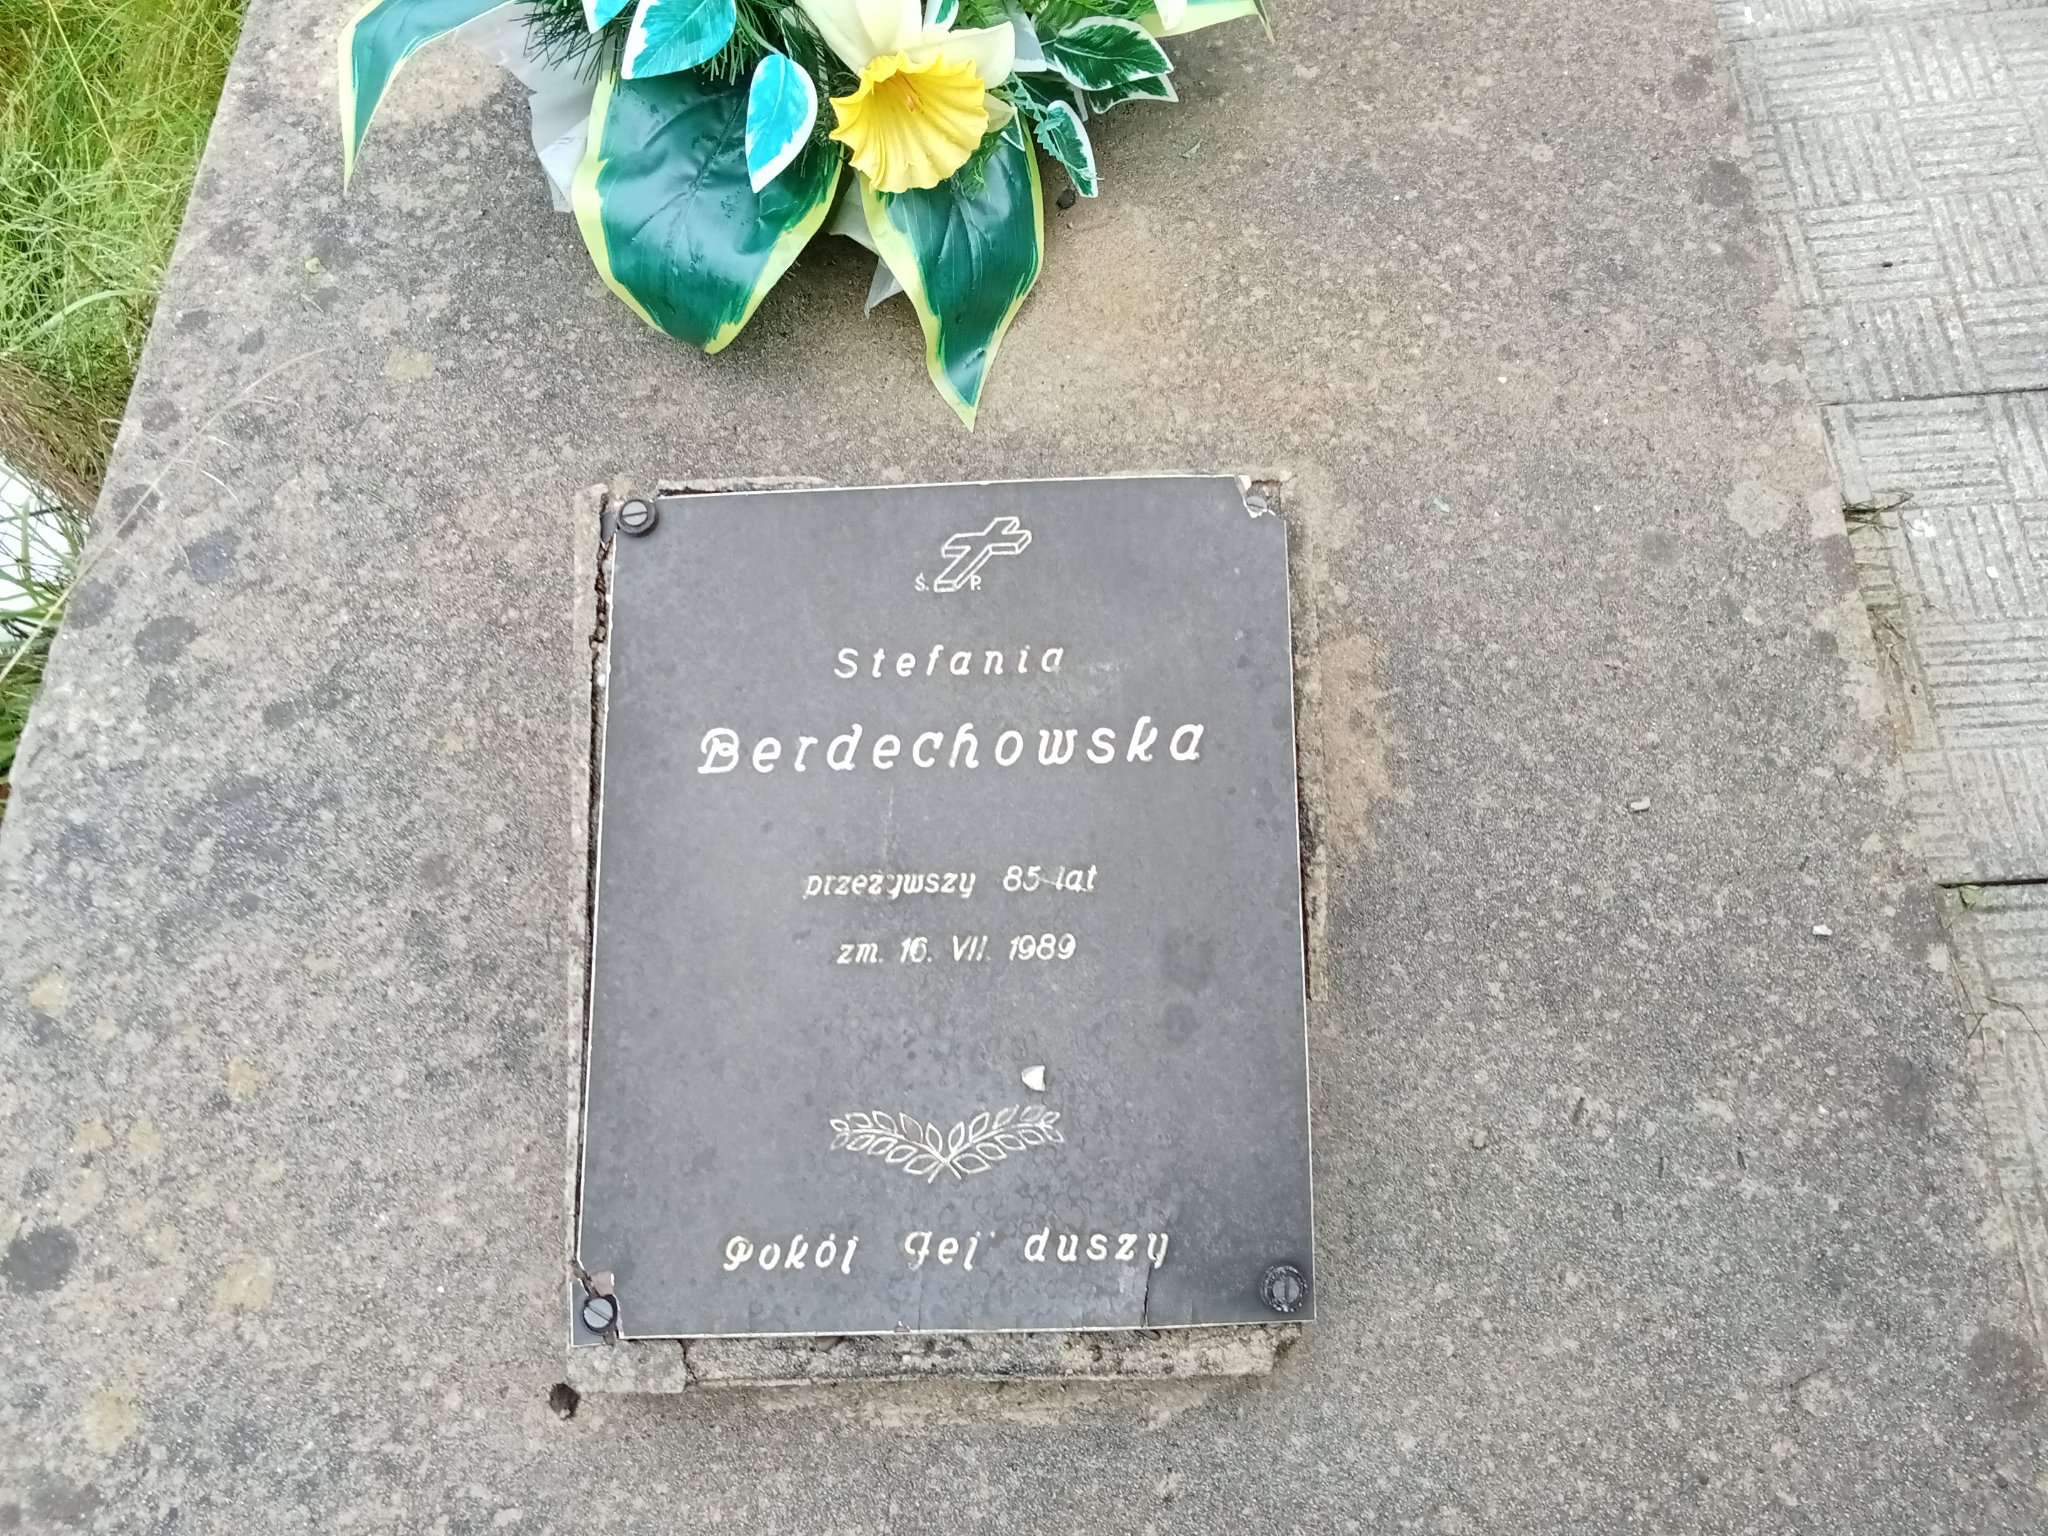 Ś. P.
Stefania
Berdechowska
przeżywszy 85 lat
zm. 16. VII. 1989
Pokój Jej duszy